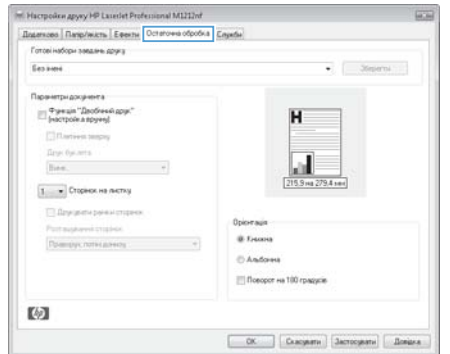 Настройки друку HP LaserJet Professional M1212nf
Додатково Папір/якість Ефекти Остаточна обробка Служби
Готові набори завдань друку
Без імені
Зберегти
Параметри документа
Функція "Двобічний друк"
(настройка вручну)
Палітурка зверху
Друк буклета
Вимк.
1 Сторінок на листку
Друкувати рамки сторінок
Розташування сторінок
Праворуч, потім донизу
H
215,9 на 279,4 мм
Орієнтація
Книжна
Альбомна
Поворот на 180 градусів
hp
OK Скасувати Застосувати Довідка